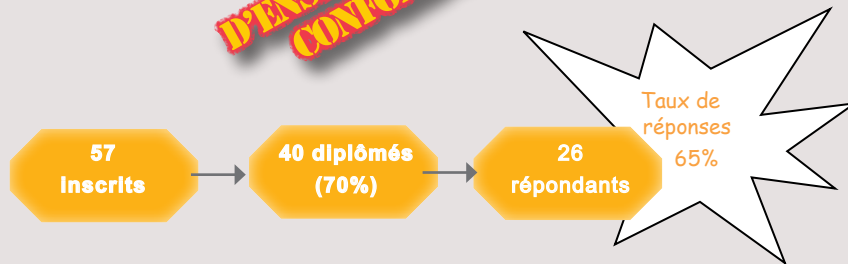 57
inscrits
40 diplômés
(70%)
26
répondants
Taux de
réponses
65%